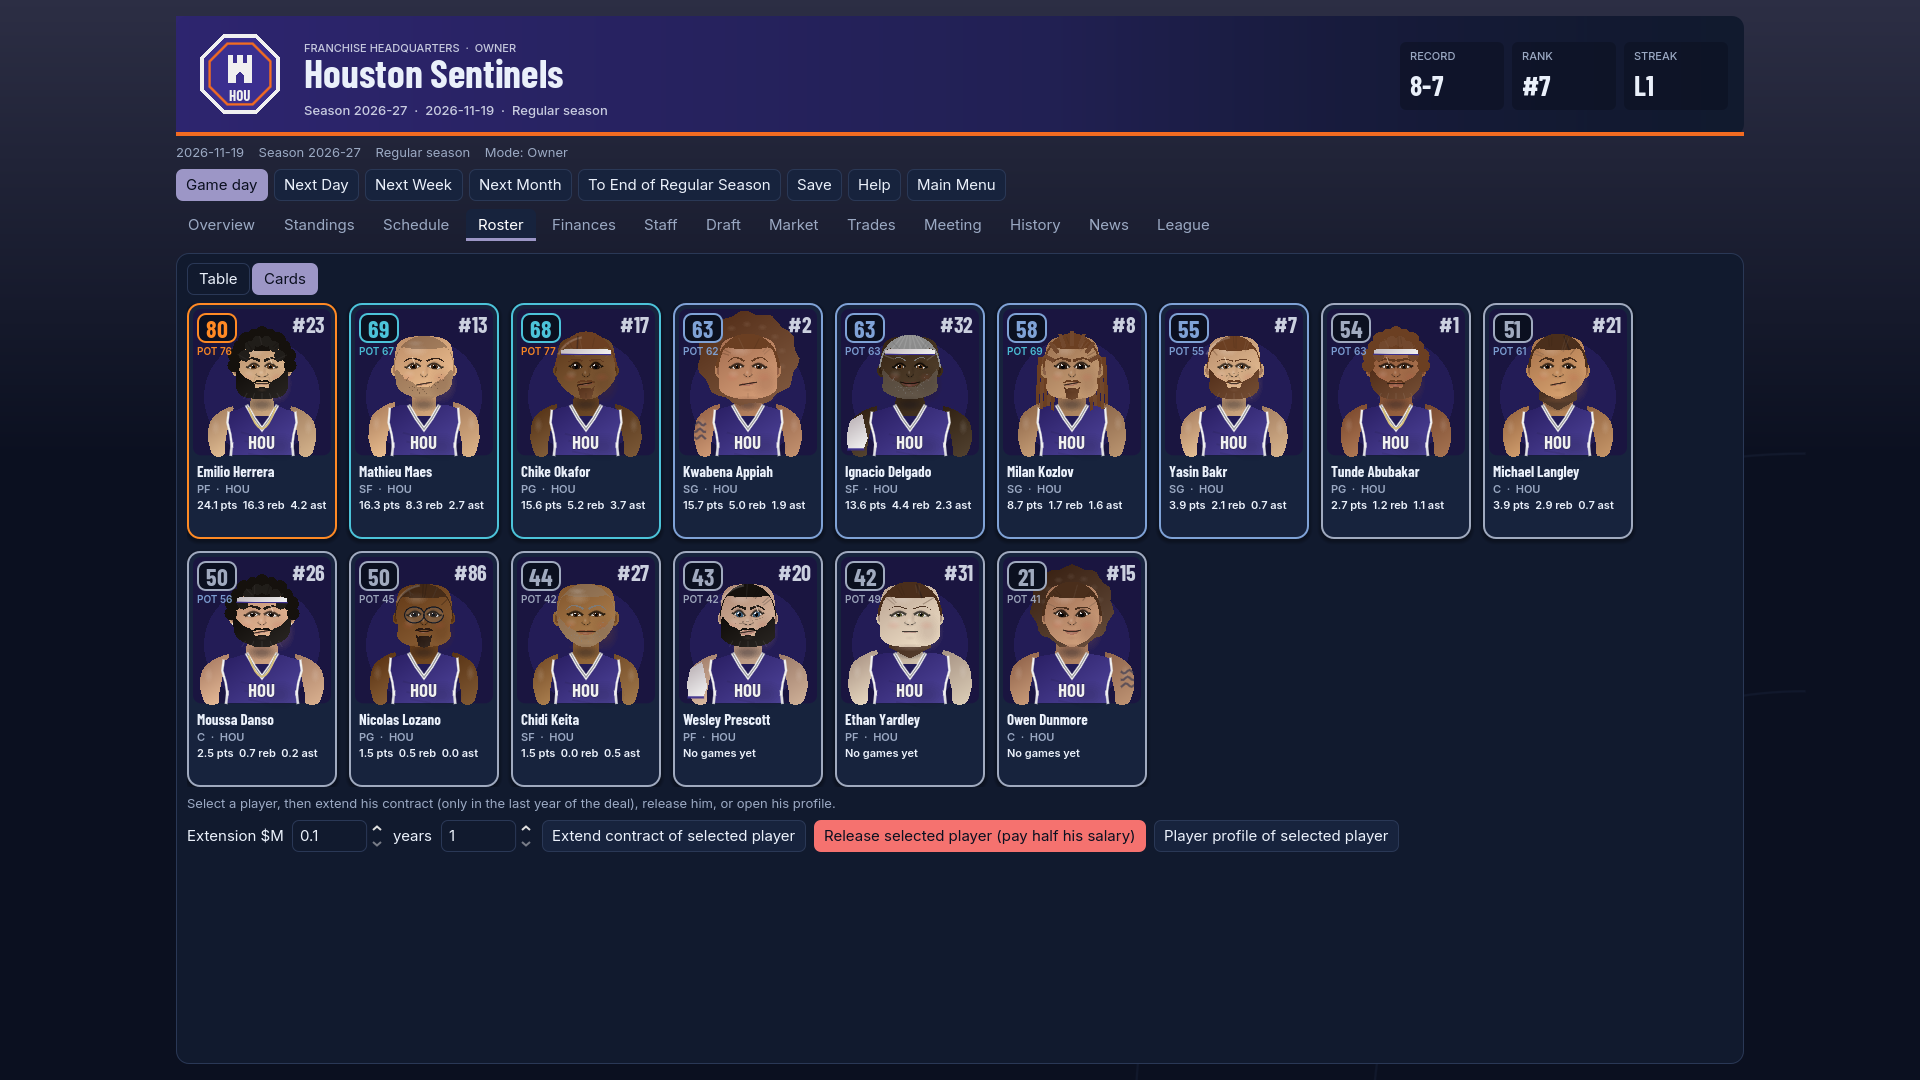 HOU
FRANCHISE HEADQUARTERS · OWNER
Houston Sentinels
Season 2026-27 · 2026-11-19 · Regular season
RECORD
8-7
RANK
#7
STREAK
L1
2026-11-19 Season 2026-27 Regular season Mode: Owner
Game day Next Day Next Week Next Month To End of Regular Season Save Help Main Menu
Overview Standings Schedule Roster Finances Staff Draft Market Trades Meeting History News League
Table Cards
80 #23
POT 76
HOU
Emilio Herrera
PF · HOU
24.1 pts 16.3 reb 4.2 ast
69 #13
POT 67
HOU
Mathieu Maes
SF · HOU
16.3 pts 8.3 reb 2.7 ast
68 #17
POT 77
HOU
Chike Okafor
PG · HOU
15.6 pts 5.2 reb 3.7 ast
63 #2
POT 62
HOU
Kwabena Appiah
SG · HOU
15.7 pts 5.0 reb 1.9 ast
63 #32
POT 63
HOU
Ignacio Delgado
SF · HOU
13.6 pts 4.4 reb 2.3 ast
58 #8
POT 69
HOU
Milan Kozlov
SG · HOU
8.7 pts 1.7 reb 1.6 ast
55 #7
POT 55
HOU
Yasin Bakr
SG · HOU
3.9 pts 2.1 reb 0.7 ast
54 #1
POT 63
HOU
Tunde Abubakar
PG · HOU
2.7 pts 1.2 reb 1.1 ast
51 #21
POT 61
HOU
Michael Langley
C · HOU
3.9 pts 2.9 reb 0.7 ast
50 #26
POT 56
HOU
Moussa Danso
C · HOU
2.5 pts 0.7 reb 0.2 ast
50 #86
POT 45
HOU
Nicolas Lozano
PG · HOU
1.5 pts 0.5 reb 0.0 ast
44 #27
POT 42
HOU
Chidi Keita
SF · HOU
1.5 pts 0.0 reb 0.5 ast
43 #20
POT 42
HOU
Wesley Prescott
PF · HOU
No games yet
42 #31
POT 49
HOU
Ethan Yardley
PF · HOU
No games yet
21 #15
POT 41
HOU
Owen Dunmore
C · HOU
No games yet
Select a player, then extend his contract (only in the last year of the deal), release him, or open his profile.
Extension $M 0.1 years 1 Extend contract of selected player Release selected player (pay half his salary) Player profile of selected player